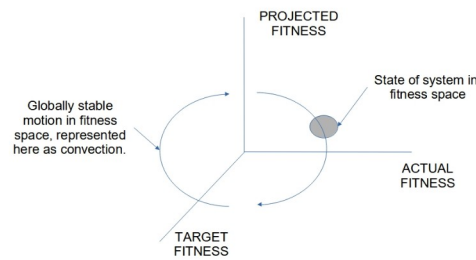 PROJECTED
FITNESS
State of system in
fitness space
Globally stable
motion in fitness
space, represented
here as convection.
ACTUAL
FITNESS
TARGET
FITNESS